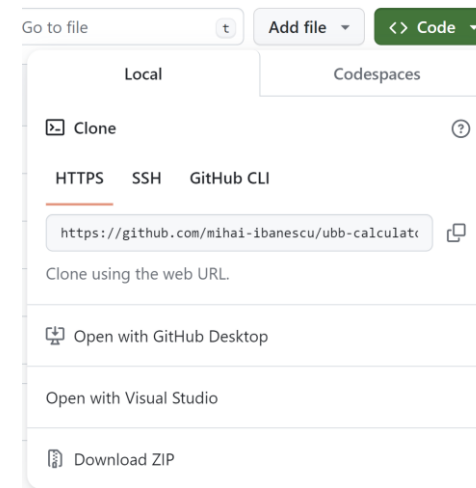 Go to file t Add file <> Code
Local Codespaces
Clone
HTTPS SSH GitHub CLI
https://github.com/mihai-ibanescu/ubb-calculat
Clone using the web URL.
Open with GitHub Desktop
Open with Visual Studio
Download ZIP